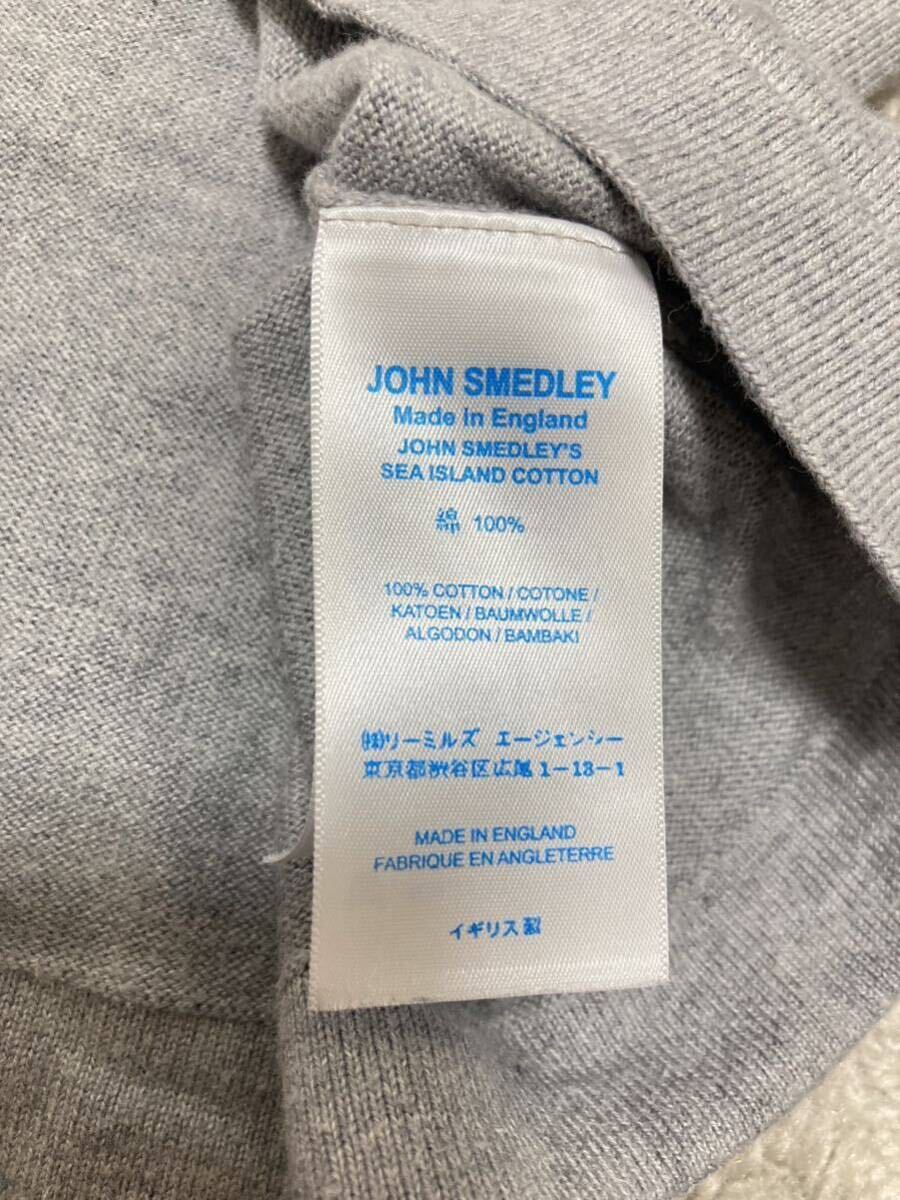 JOHN SMEDLEY
Made in England
JOHN SMEDLEY'S
SEA ISLAND COTTON
綿 100%
100% COTTON / COTONE /
KATOEN / BAUMWOLLE /
ALGODON / BAMBAKI
㈱リーミルズ エージェンシー
東京都渋谷区広尾1-13-1
MADE IN ENGLAND
FABRIQUE EN ANGLETERRE
イギリス製